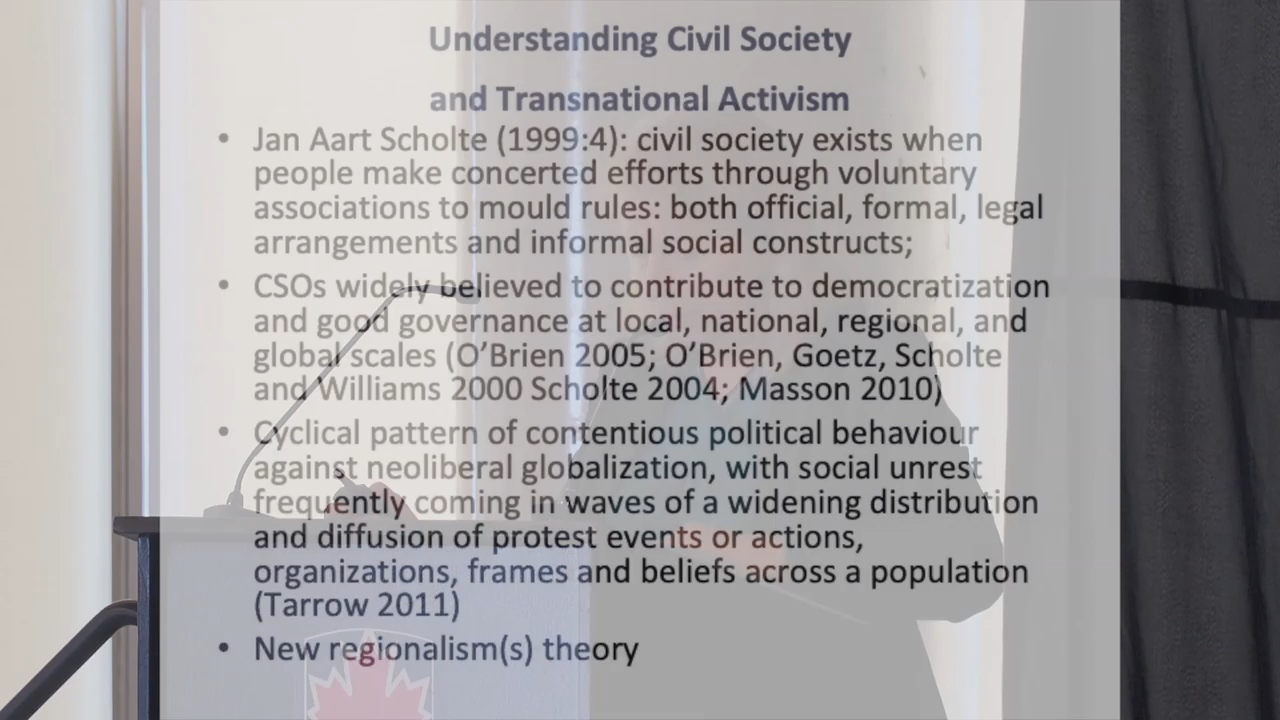 Understanding Civil Society
and Transnational Activism
• Jan Aart Scholte (1999:4): civil society exists when
people make concerted efforts through voluntary
associations to mould rules: both official, formal, legal
arrangements and informal social constructs;
• CSOs widely believed to contribute to democratization
and good governance at local, national, regional, and
global scales (O’Brien 2005; O’Brien, Goetz, Scholte
and Williams 2000 Scholte 2004; Masson 2010)
• Cyclical pattern of contentious political behaviour
against neoliberal globalization, with social unrest
frequently coming in waves of a widening distribution
and diffusion of protest events or actions,
organizations, frames and beliefs across a population
(Tarrow 2011)
• New regionalism(s) theory